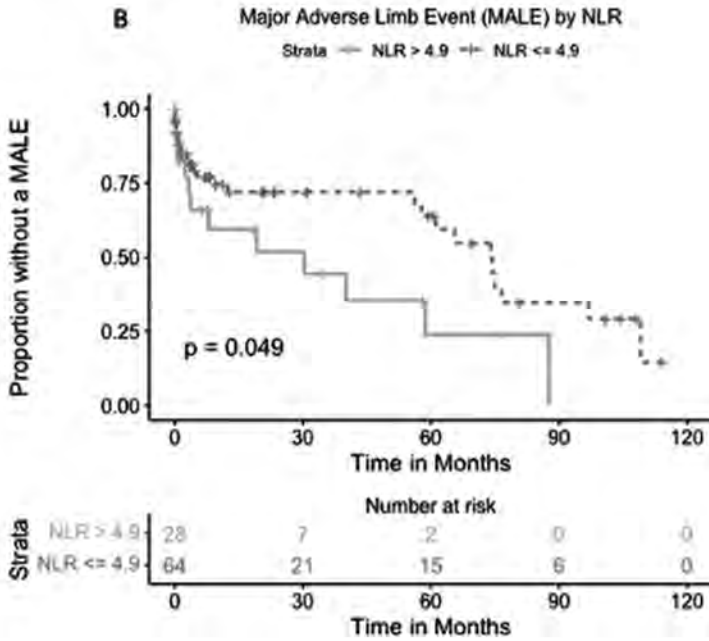 B Major Adverse Limb Event (MALE) by NLR
Strata NLR > 4.9 NLR <= 4.9
Proportion without a MALE
1.00
0.75
0.50
0.25
0.00
p = 0.049
0 30 60 90 120
Time in Months
Number at risk
Strata
NLR > 4.9 28 7 2 0 0
NLR <= 4.9 64 21 15 6 0
0 30 60 90 120
Time in Months